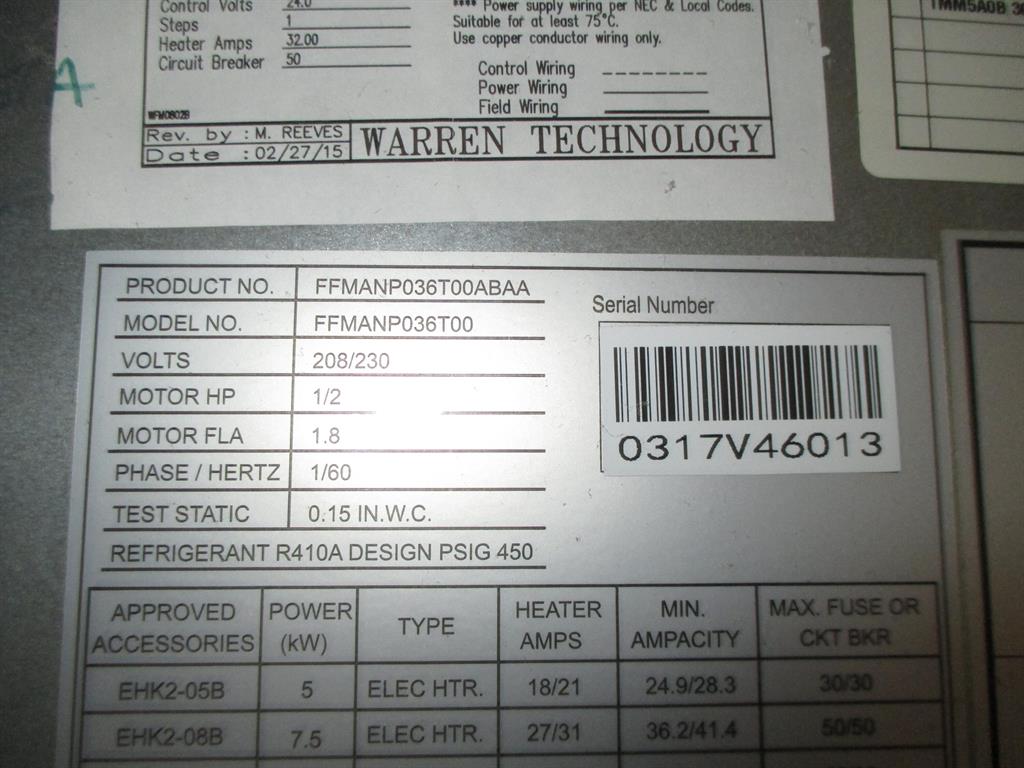 Control Volts 24.0
Steps 1
Heater Amps 32.00
Circuit Breaker 50
WFM0802B
Rev. by : M. REEVES
Date : 02/27/15
WARREN TECHNOLOGY
**** Power supply wiring per NEC & Local Codes.
Suitable for at least 75°C.
Use copper conductor wiring only.
Control Wiring
Power Wiring
Field Wiring
PRODUCT NO. FFMANP036T00ABAA
MODEL NO. FFMANP036T00
VOLTS 208/230
MOTOR HP 1/2
MOTOR FLA 1.8
PHASE / HERTZ 1/60
TEST STATIC 0.15 IN.W.C.
REFRIGERANT R410A DESIGN PSIG 450
Serial Number
0317V46013
APPROVED ACCESSORIES POWER (kW) TYPE HEATER AMPS MIN. AMPACITY MAX. FUSE OR CKT BKR
EHK2-05B 5 ELEC HTR. 18/21 24.9/28.3 30/30
EHK2-08B 7.5 ELEC HTR. 27/31 36.2/41.4 50/50